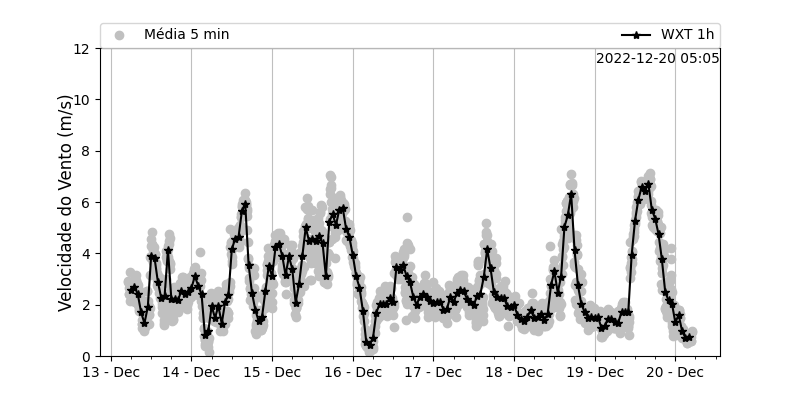 Média 5 min
WXT 1h
2022-12-20 05:05
Velocidade do Vento (m/s)
12
10
8
6
4
2
0
13 - Dec 14 - Dec 15 - Dec 16 - Dec 17 - Dec 18 - Dec 19 - Dec 20 - Dec